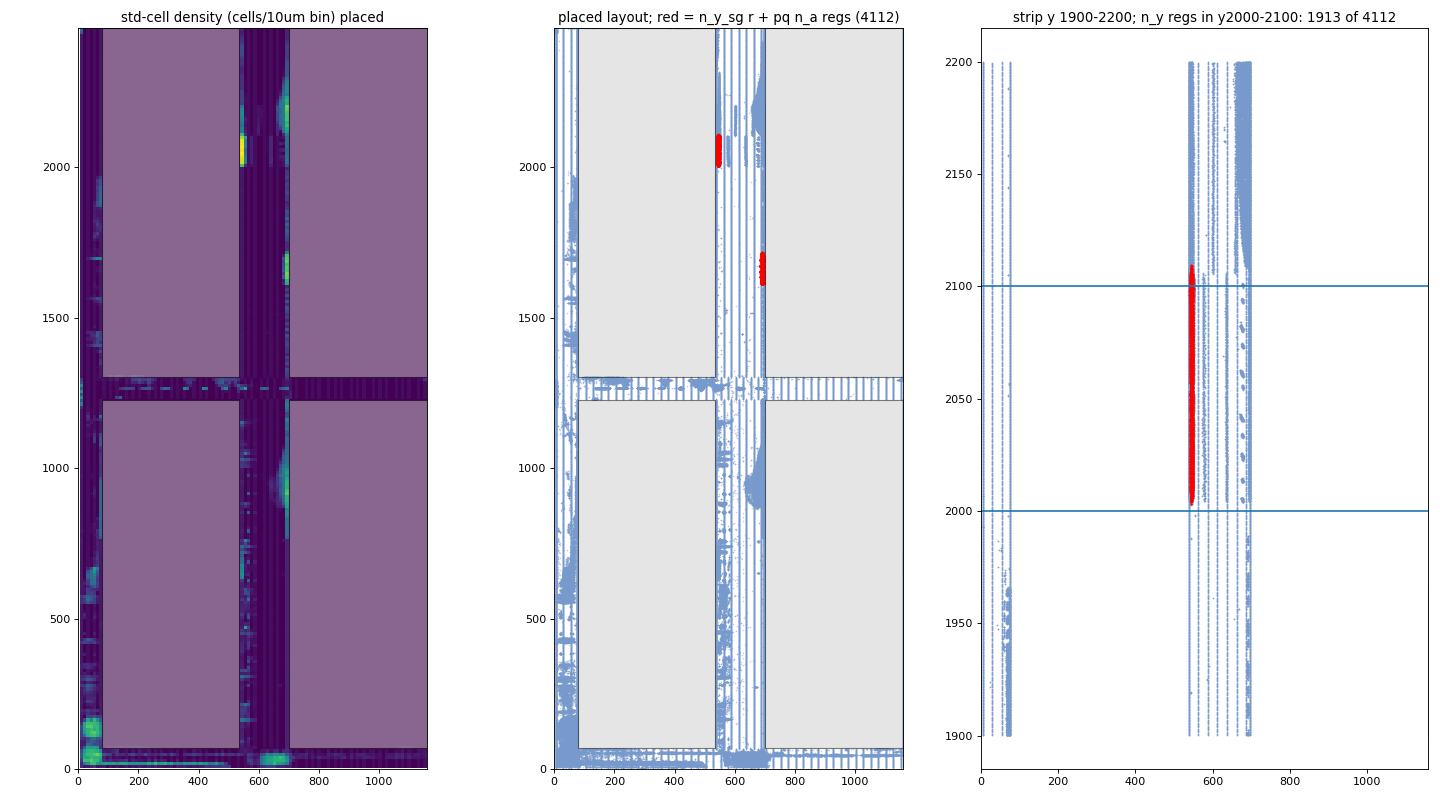 std-cell density (cells/10um bin) placed
placed layout; red = n_y_sg r + pq n_a regs (4112)
strip y 1900-2200; n_y regs in y2000-2100: 1913 of 4112
2000
1500
1000
500
0
0 200 400 600 800 1000
2000
1500
1000
500
0
0 200 400 600 800 1000
2200
2150
2100
2050
2000
1950
1900
0 200 400 600 800 1000